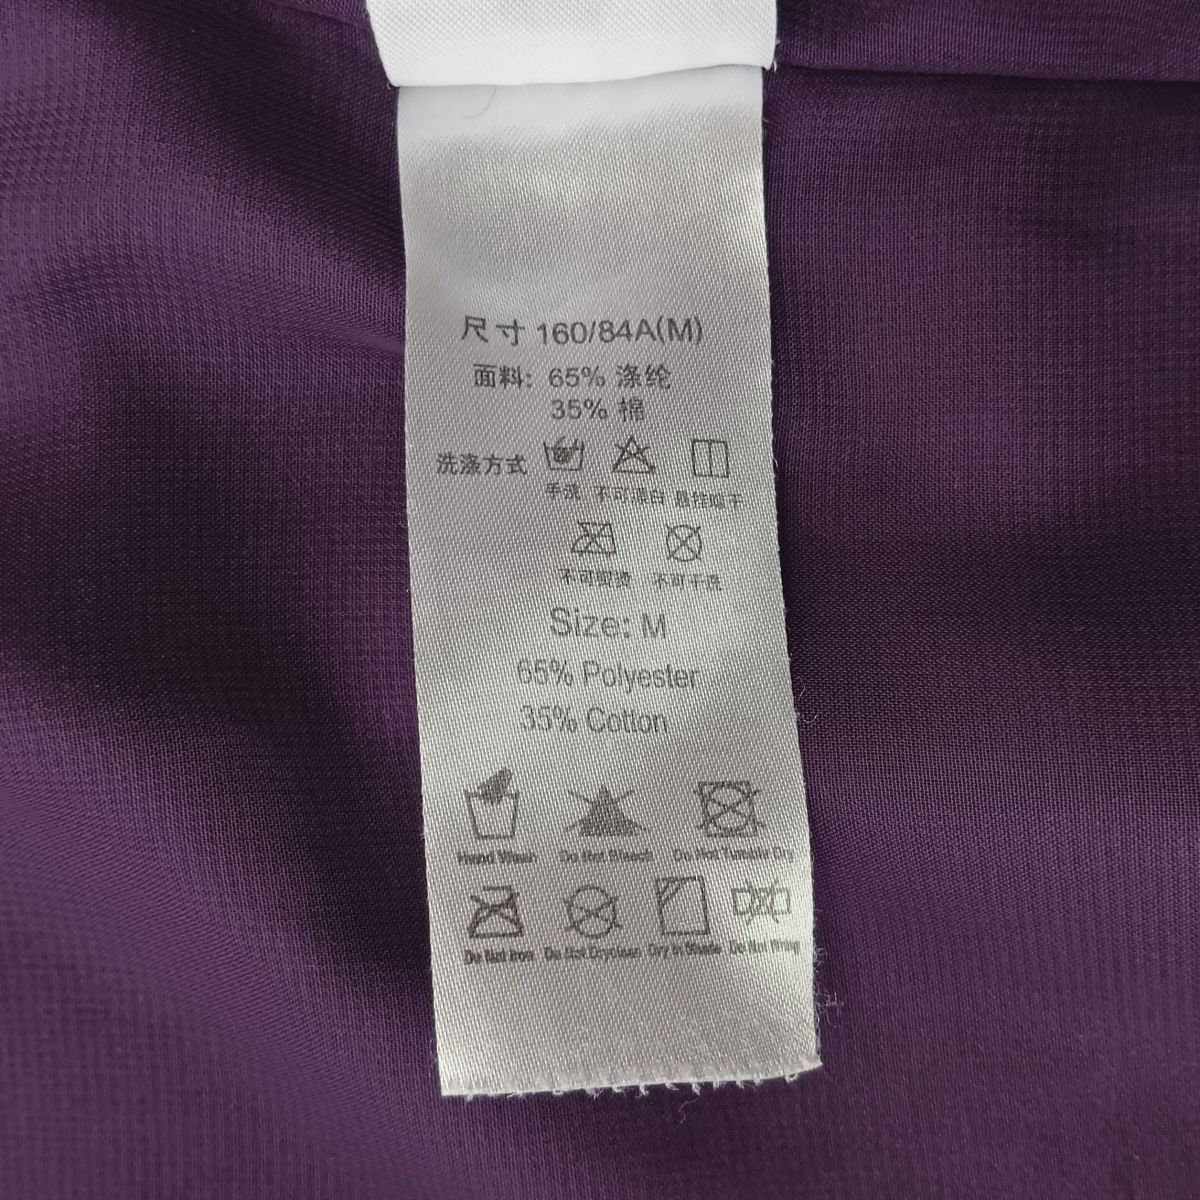 尺寸 160/84A(M)
面料: 65% 涤纶
35% 棉
洗涤方式
手洗 不可漂白 悬挂晾干
不可熨烫 不可干洗
Size: M
65% Polyester
35% Cotton
Hand Wash Do Not Bleach Do Not Tumble Dry
Do Not Iron Do Not Dryclean Dry In Shade Do Not Wring